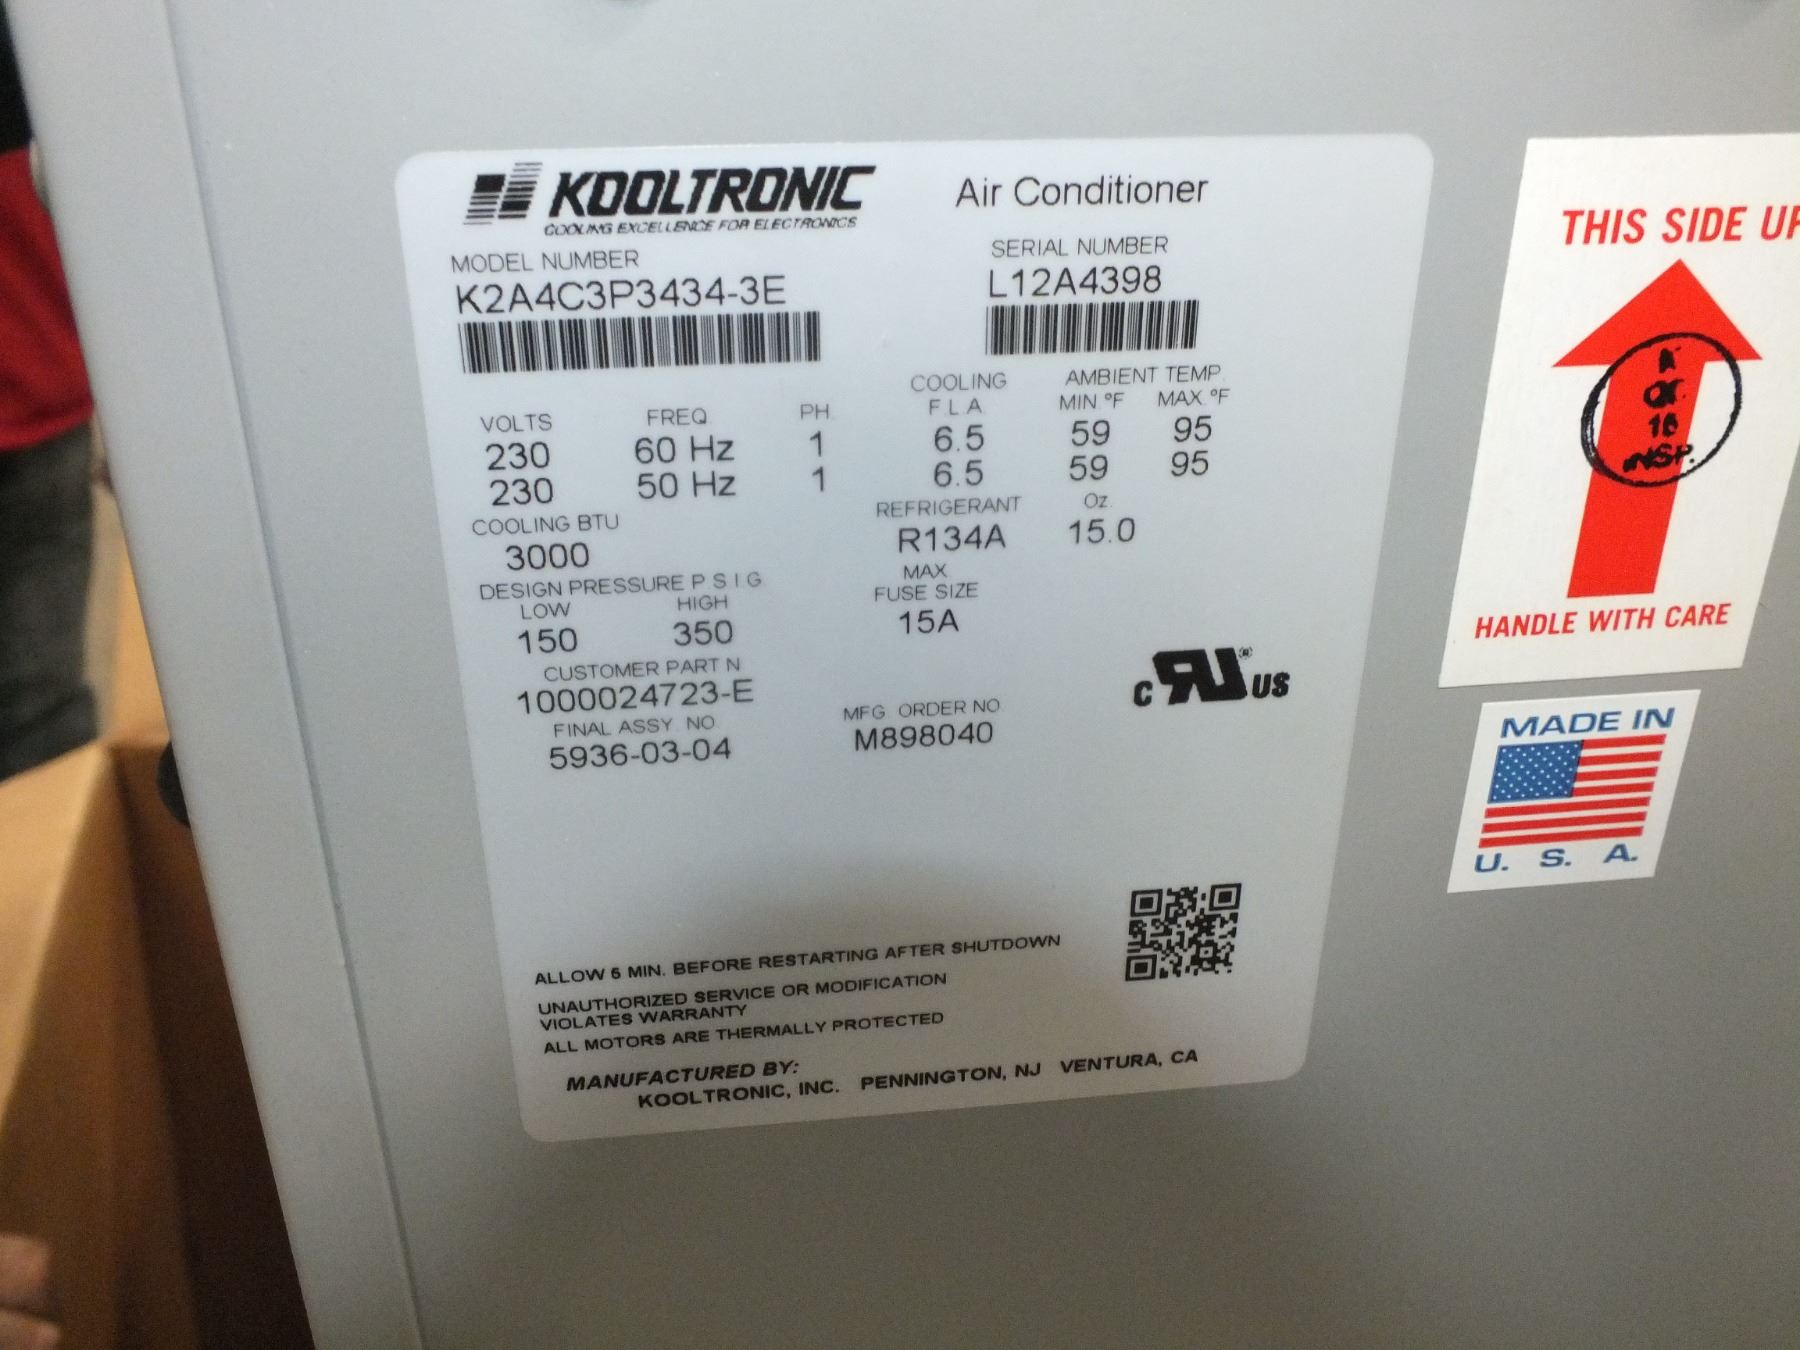 KOOLTRONIC
COOLING EXCELLENCE FOR ELECTRONICS
Air Conditioner
MODEL NUMBER
K2A4C3P3434-3E
SERIAL NUMBER
L12A4398
VOLTS FREQ. PH. COOLING F.L.A. AMBIENT TEMP.
MIN.°F MAX.°F
230 60 Hz 1 6.5 59 95
230 50 Hz 1 6.5 59 95
COOLING BTU
3000
REFRIGERANT Oz.
R134A 15.0
DESIGN PRESSURE P S I G
LOW HIGH
150 350
MAX
FUSE SIZE
15A
CUSTOMER PART N
1000024723-E
FINAL ASSY. NO.
5936-03-04
MFG. ORDER NO.
M898040
c RU ® US
ALLOW 6 MIN. BEFORE RESTARTING AFTER SHUTDOWN
UNAUTHORIZED SERVICE OR MODIFICATION
VIOLATES WARRANTY
ALL MOTORS ARE THERMALLY PROTECTED
MANUFACTURED BY:
KOOLTRONIC, INC. PENNINGTON, NJ VENTURA, CA
THIS SIDE UP
K
QC
16
INSP.
HANDLE WITH CARE
MADE IN
U. S. A.